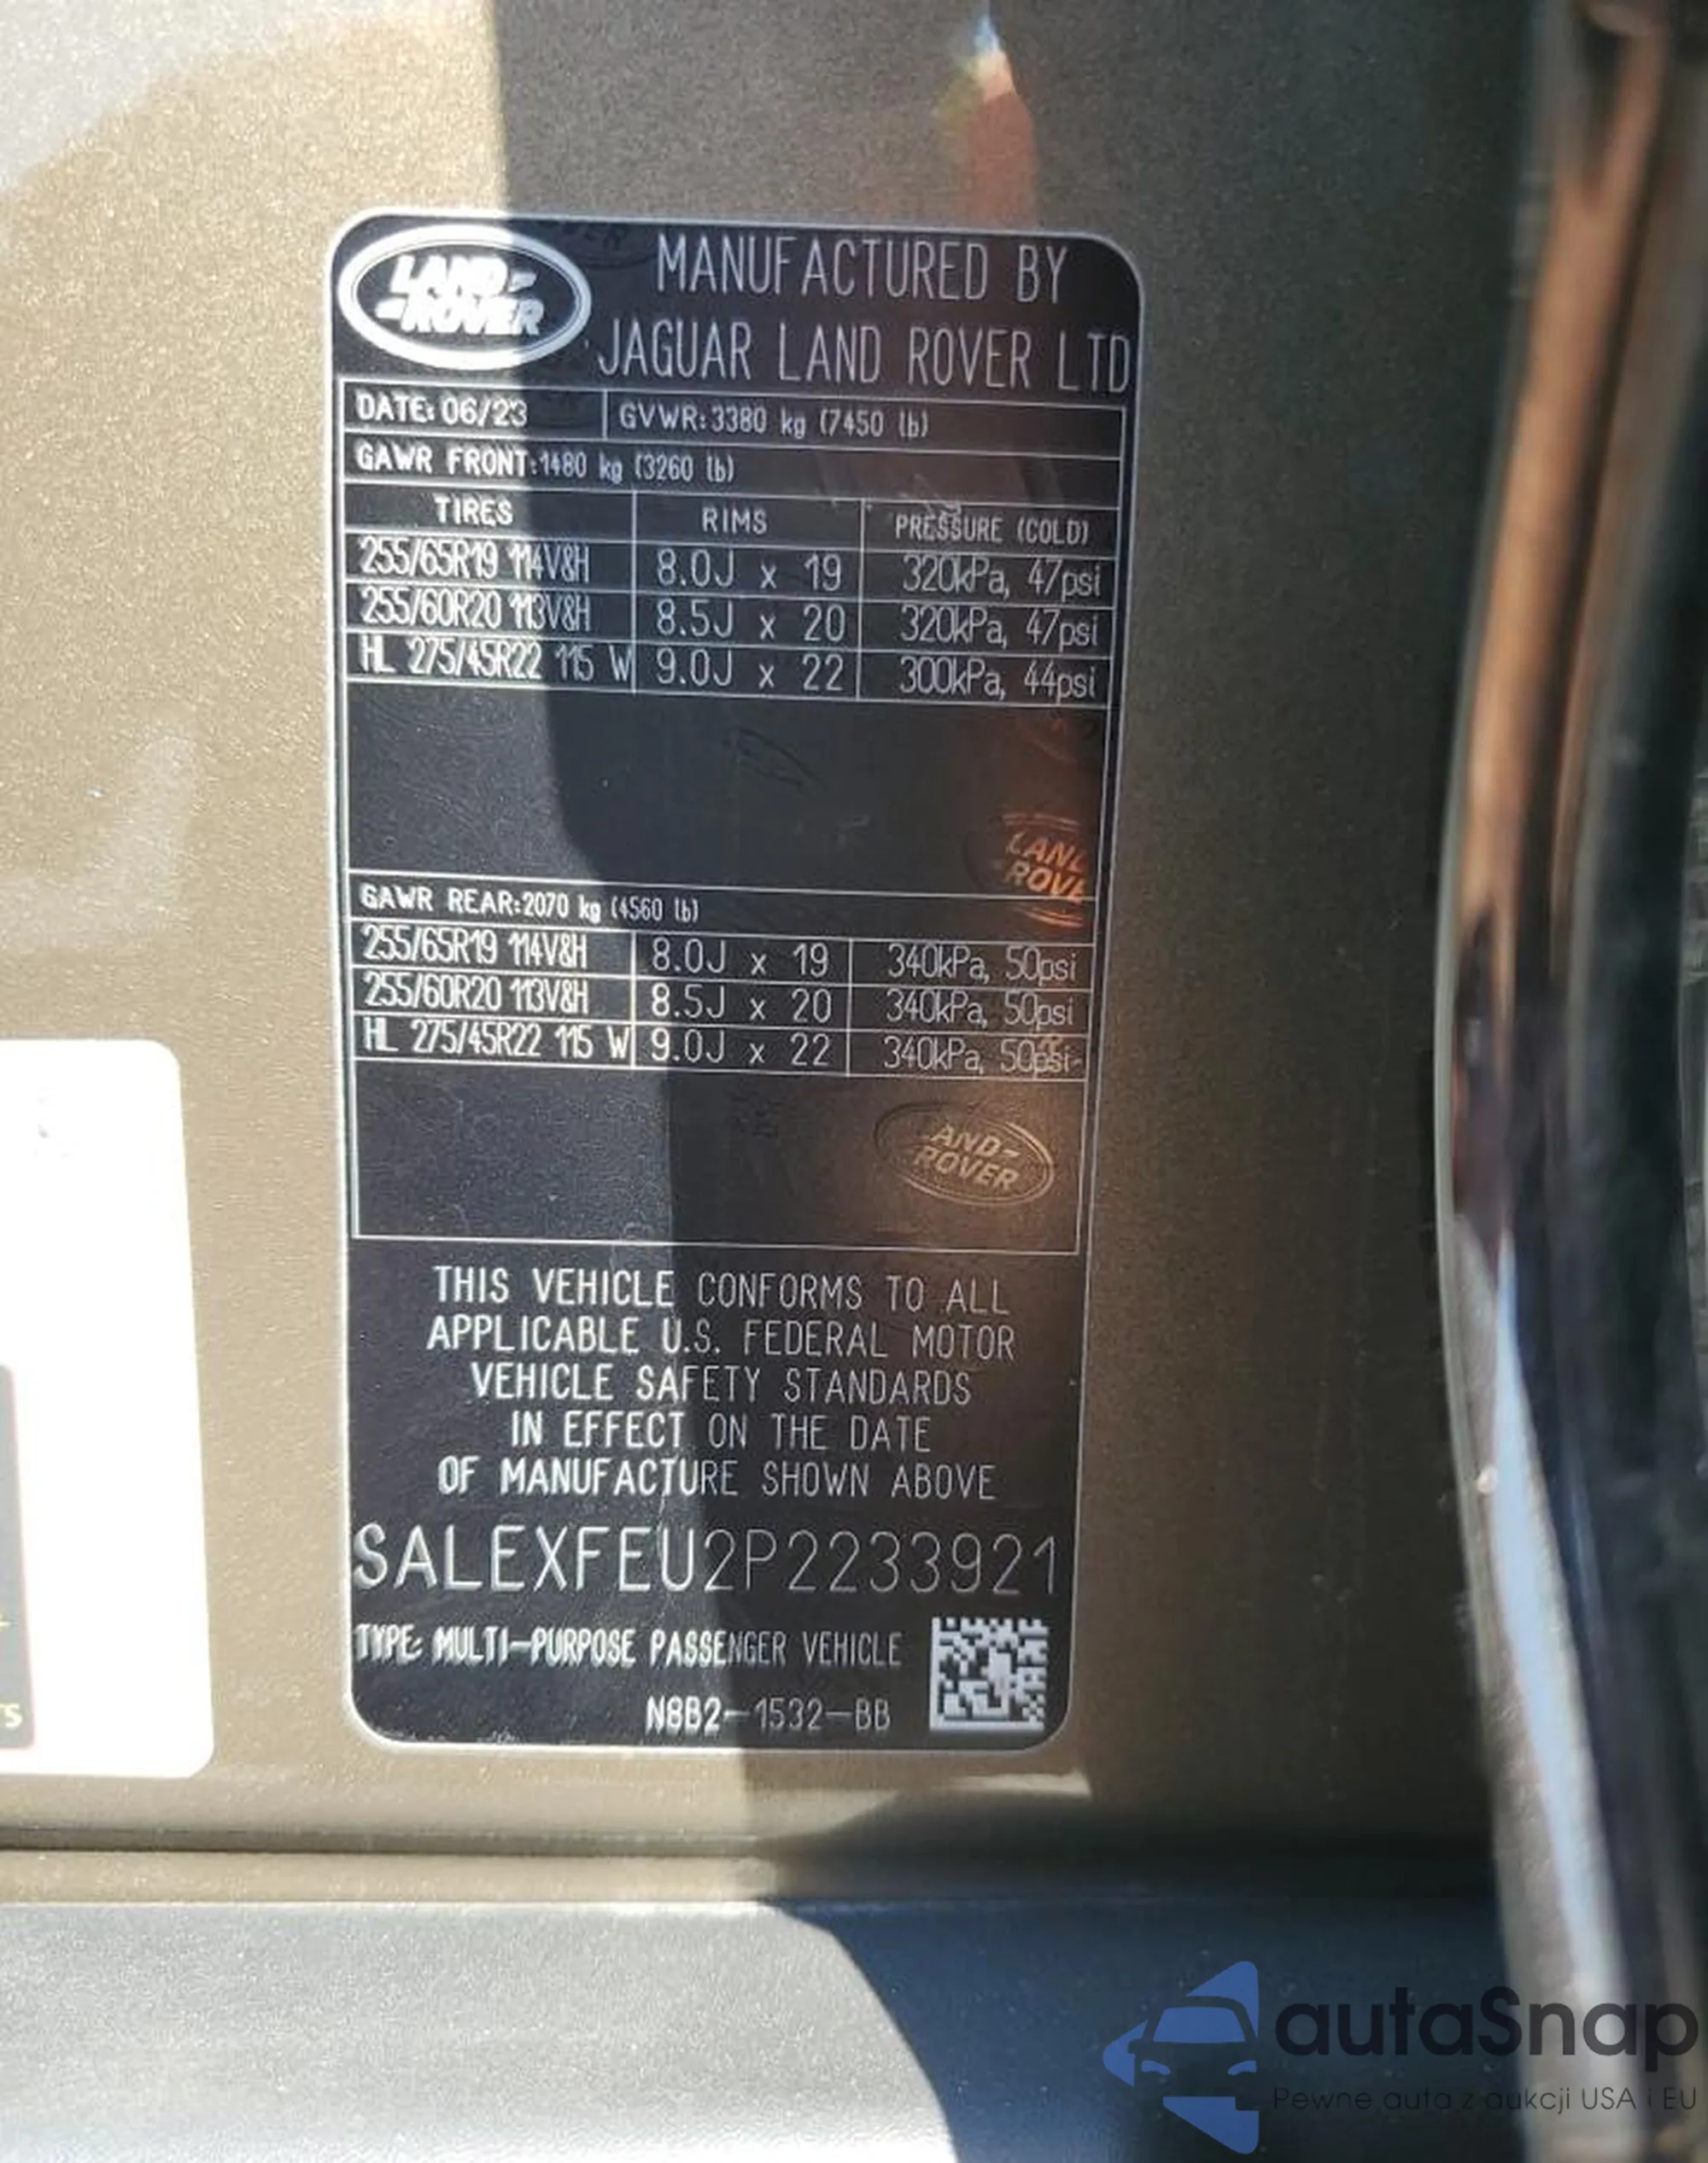 LAND-
-ROVER
MANUFACTURED BY
JAGUAR LAND ROVER LTD
DATE: 06/23
GVWR: 3380 kg (7450 lb)
GAWR FRONT: 1480 kg (3260 lb)
TIRES RIMS PRESSURE (COLD)
255/65R19 114V&H 8.0J x 19 320kPa, 47psi
255/60R20 113V&H 8.5J x 20 320kPa, 47psi
HL 275/45R22 115 W 9.0J x 22 300kPa, 44psi
LAND
-ROVE
GAWR REAR: 2070 kg (4560 lb)
255/65R19 114V&H 8.0J x 19 340kPa, 50psi
255/60R20 113V&H 8.5J x 20 340kPa, 50psi
HL 275/45R22 115 W 9.0J x 22 340kPa, 50psi
LAND-
-ROVER
THIS VEHICLE CONFORMS TO ALL
APPLICABLE U.S. FEDERAL MOTOR
VEHICLE SAFETY STANDARDS
IN EFFECT ON THE DATE
OF MANUFACTURE SHOWN ABOVE
SALEXFEU2P2233921
TYPE: MULTI-PURPOSE PASSENGER VEHICLE
N8B2-1532-BB
TS
autaSnap
Pewne auta z aukcji USA i EU